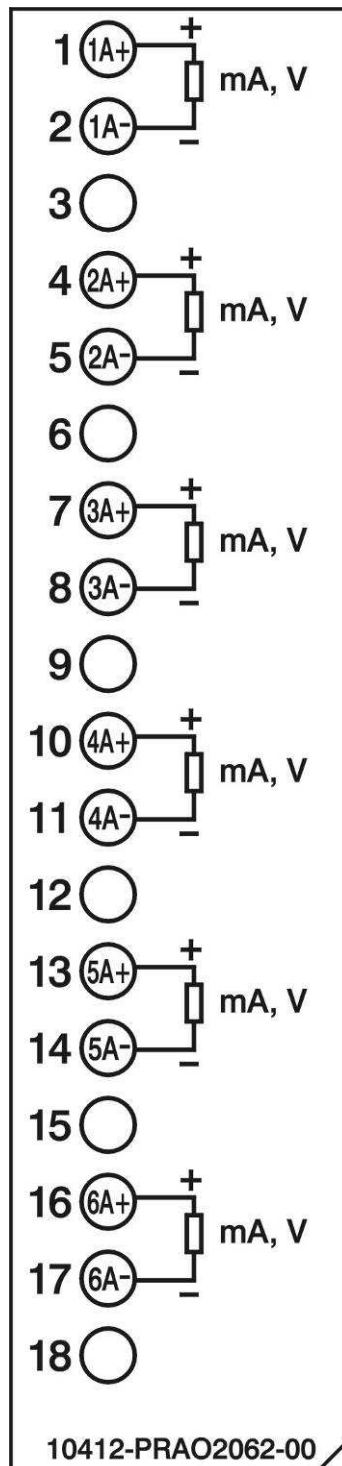 +
1 1A+
mA, V
2 1A-
-
3
+
4 2A+
mA, V
5 2A-
-
6
+
7 3A+
mA, V
8 3A-
-
9
+
10 4A+
mA, V
11 4A-
-
12
+
13 5A+
mA, V
14 5A-
-
15
+
16 6A+
mA, V
17 6A-
-
18
10412-PRAO2062-00